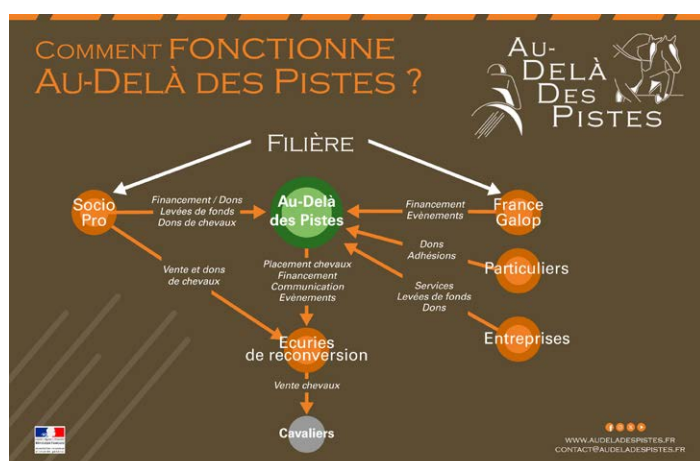 COMMENT FONCTIONNE
AU-DELÀ DES PISTES ?
AU-
DELÀ
DES
PISTES
FILIÈRE
Socio
Pro
Financement / Dons
Levées de fonds
Dons de chevaux
Au-Delà
des Pistes
Financement
Evènements
France
Galop
Dons
Adhésions
Particuliers
Vente et dons
de chevaux
Placement chevaux
Financement
Communication
Evènements
Services
Levées de fonds
Dons
Entreprises
Ecuries
de reconversion
Vente chevaux
Cavaliers
WWW.AUDELADESPISTES.FR
CONTACT@AUDELADESPISTES.FR